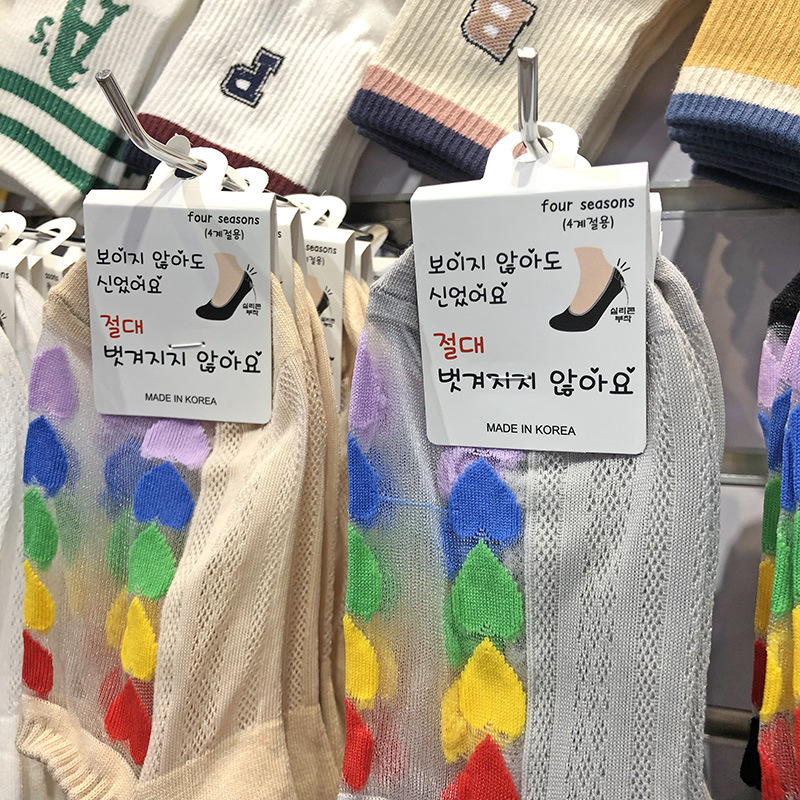 A's
P
B
four seasons
(4계절용)
보이지 않아도
신었어요
실리콘
부착
절대
벗겨지지 않아요
MADE IN KOREA
four seasons
(4계절용)
보이지 않아도
신었어요
실리콘
부착
절대
벗겨지지 않아요
MADE IN KOREA
seasons
절용)